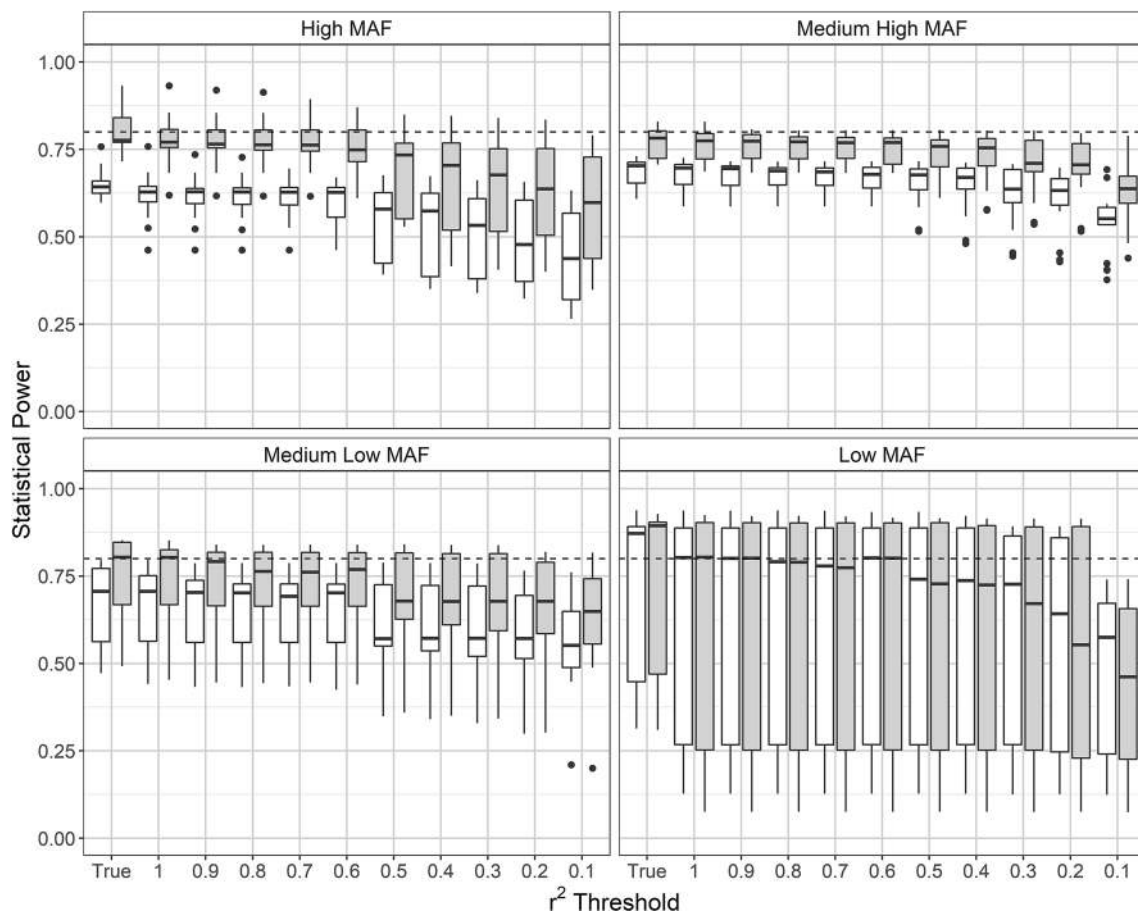 High MAF
Medium High MAF
1.00
0.75
0.50
0.25
0.00
Medium Low MAF
Low MAF
1.00
0.75
0.50
0.25
0.00
Statistical Power
True 1 0.9 0.8 0.7 0.6 0.5 0.4 0.3 0.2 0.1
True 1 0.9 0.8 0.7 0.6 0.5 0.4 0.3 0.2 0.1
r² Threshold